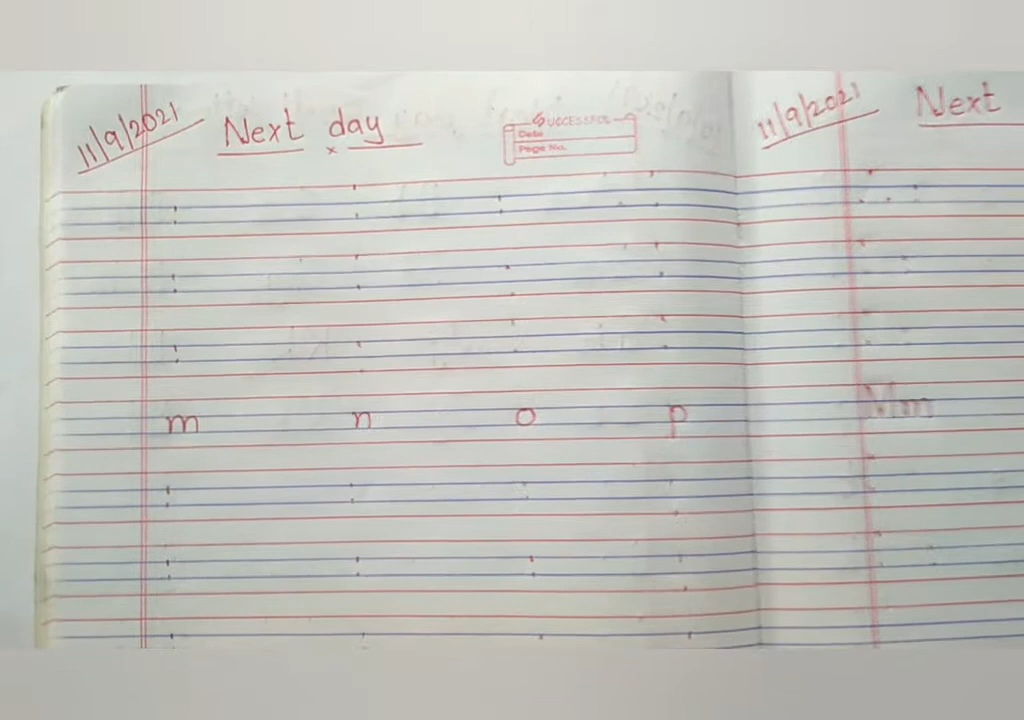 11/9/2021 Next day
SUCCESSFUL
Date
Page No.
m n o p
11/9/2021 Next
Mm